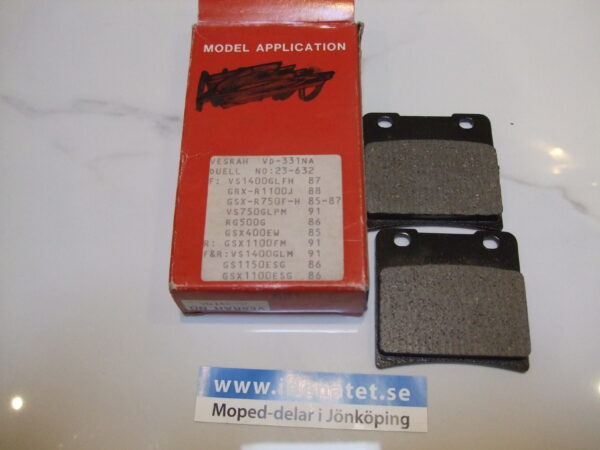 MODEL APPLICATION
VESRAH VD-331NA
DUELL NO:23-632
F: VS1400GLFH 87
GRX-R1100J 88
GSX-R750F-H 85-87
VS750GLPM 91
RG500G 86
GSX400EW 85
R: GSX1100FM 91
F&R:VS1400GLM 91
GS1150ESG 86
GSX1100ESG 86
Moped-delar i Jönköping